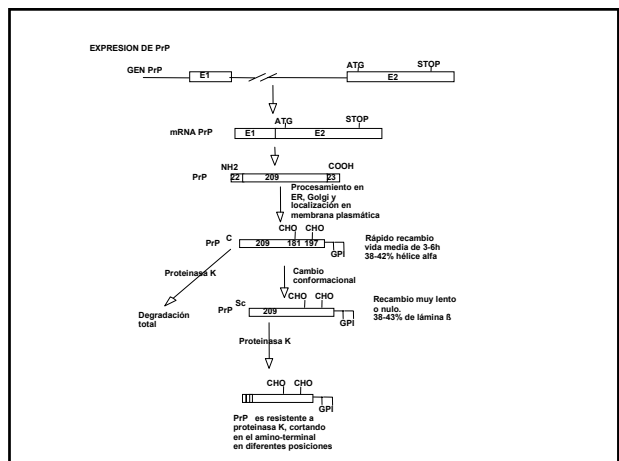 EXPRESION DE PrP
GEN PrP
E1
ATG
STOP
E2
mRNA PrP
ATG
STOP
E1
E2
NH2
COOH
PrP
22
209
23
Procesamiento en
ER, Golgi y
localización en
membrana plasmática
CHO CHO
PrP C
209 181 197
GPI
Rápido recambio
vida media de 3-6h
38-42% hélice alfa
Proteinasa K
Cambio
conformacional
Degradación
total
PrP Sc
CHO CHO
209
GPI
Recambio muy lento
o nulo.
38-43% de lámina ß
Proteinasa K
CHO CHO
GPI
PrP es resistente a
proteinasa K, cortando
en el amino-terminal
en diferentes posiciones